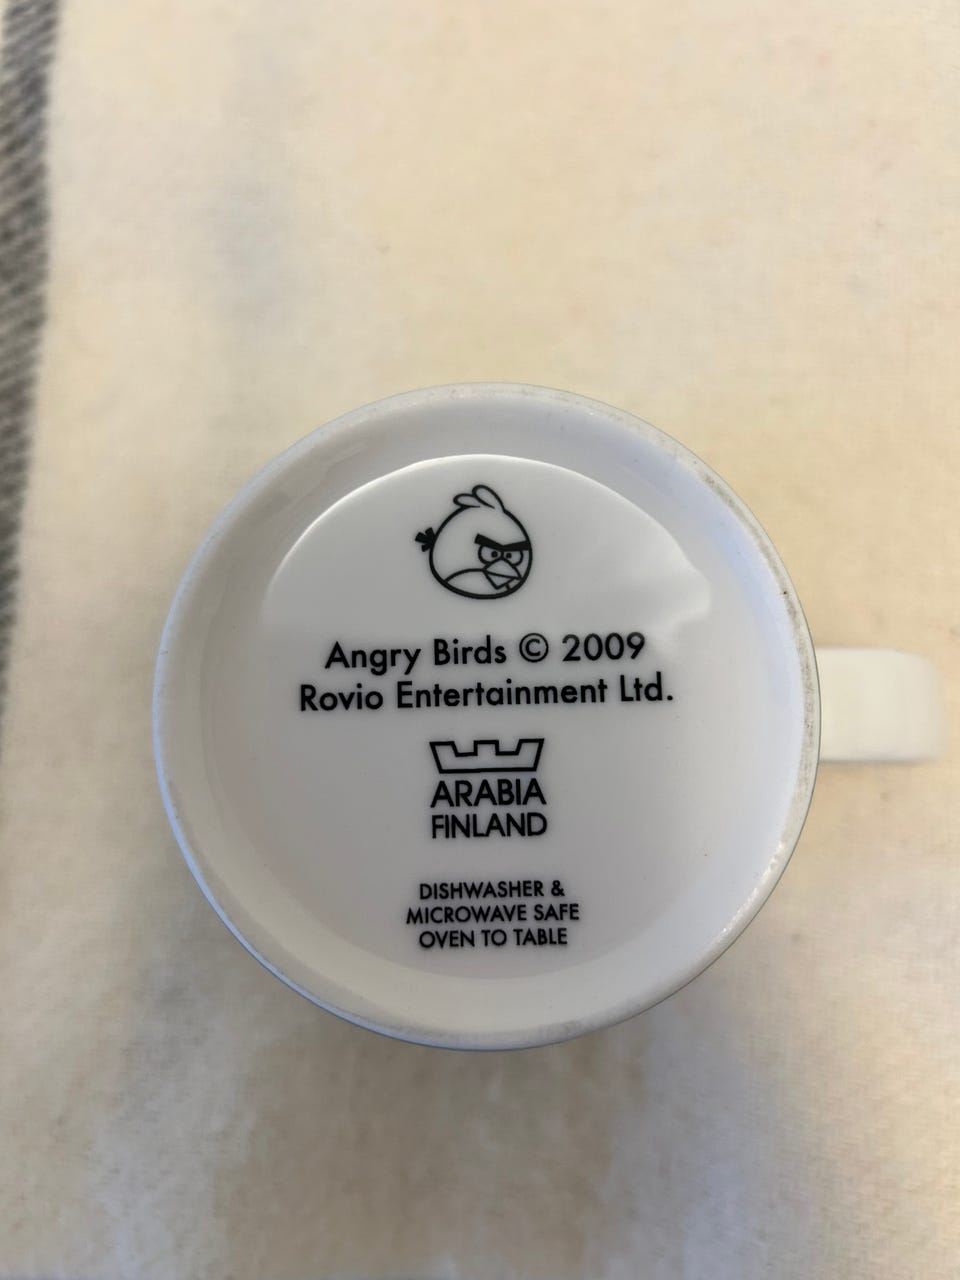 Angry Birds © 2009
Rovio Entertainment Ltd.
ARABIA
FINLAND
DISHWASHER &
MICROWAVE SAFE
OVEN TO TABLE